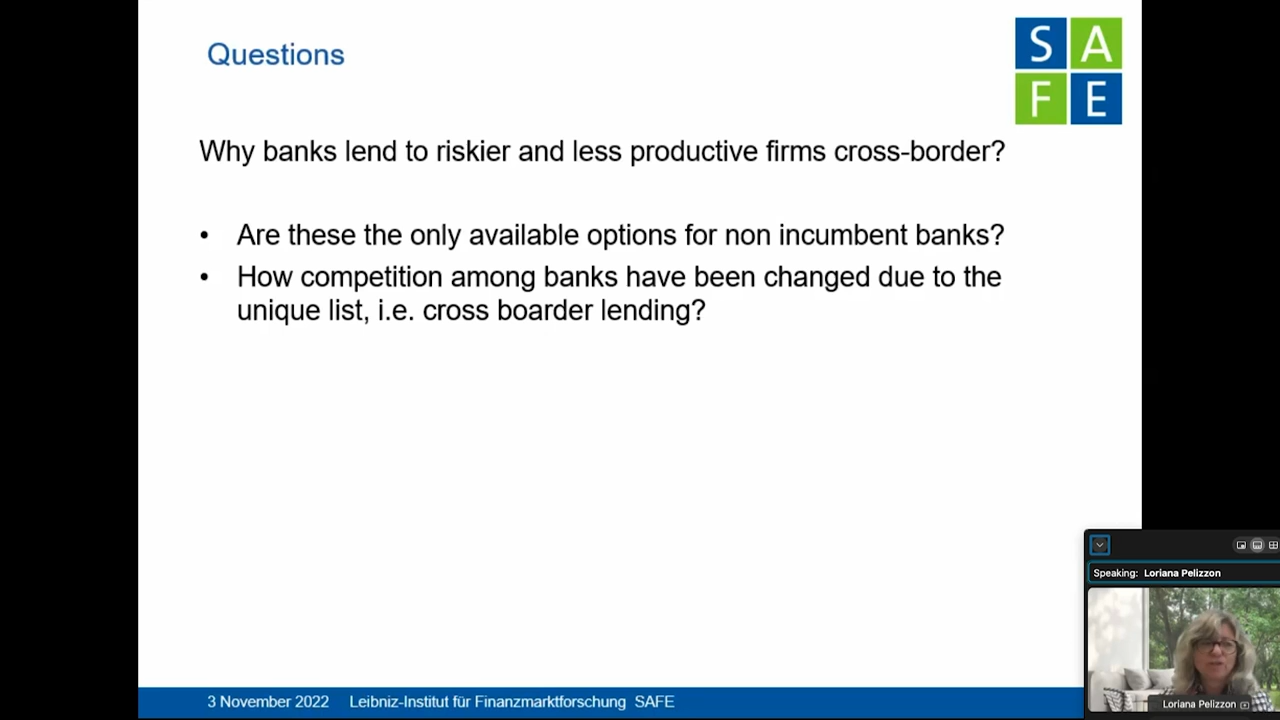 Questions
S A
F E
Why banks lend to riskier and less productive firms cross-border?
• Are these the only available options for non incumbent banks?
• How competition among banks have been changed due to the
unique list, i.e. cross boarder lending?
Speaking: Loriana Pelizzon
Loriana Pelizzon
3 November 2022 Leibniz-Institut für Finanzmarktforschung SAFE